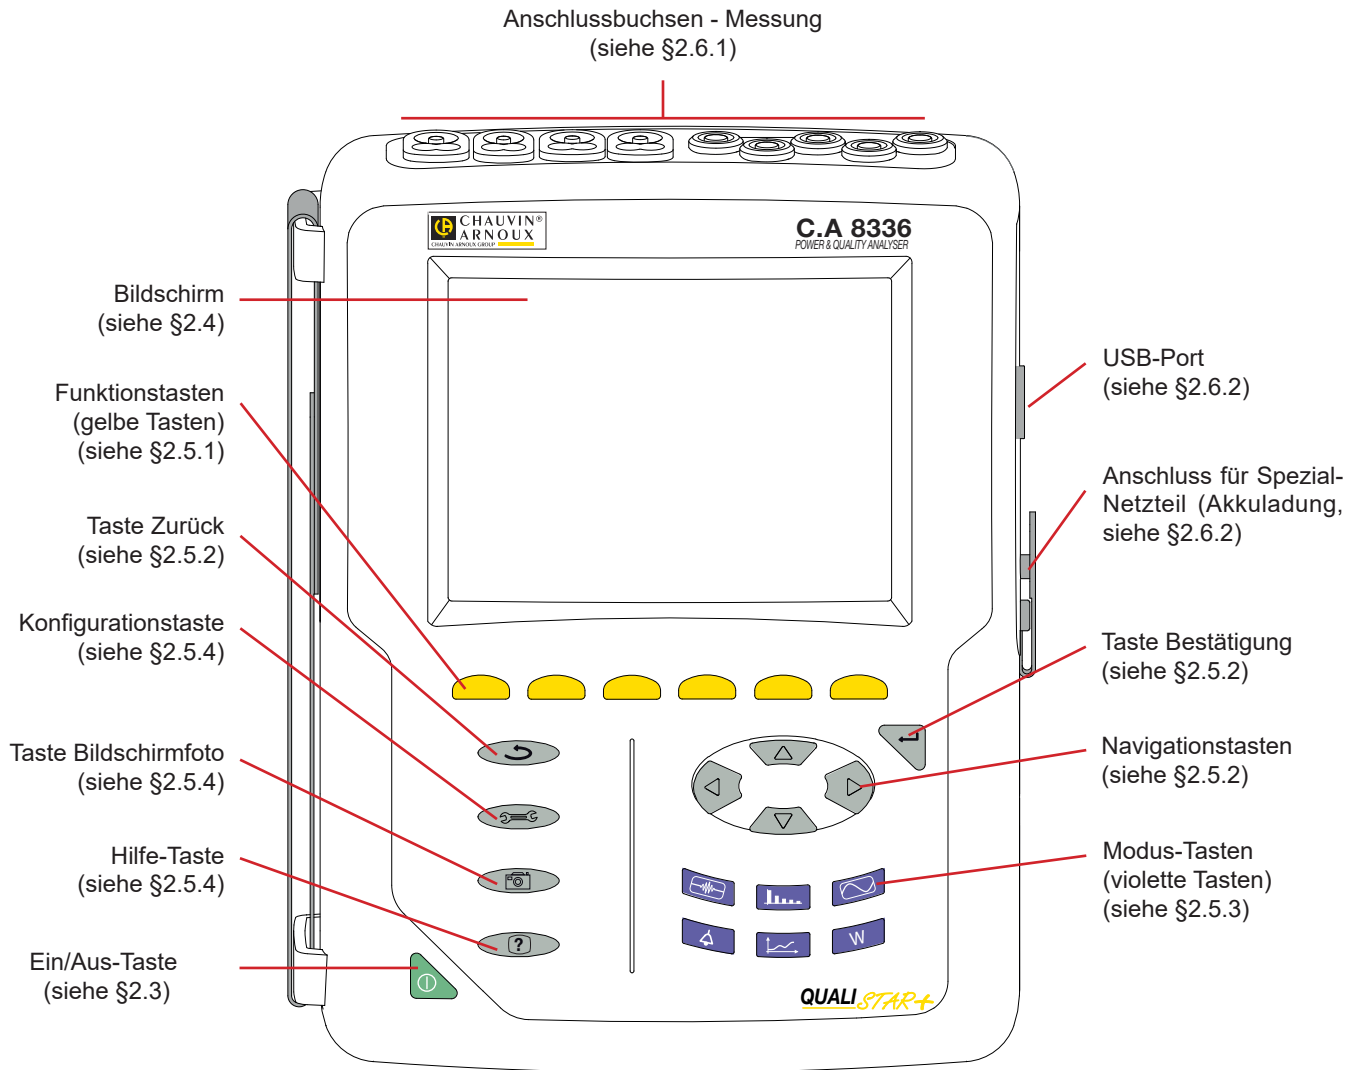 Anschlussbuchsen - Messung
(siehe §2.6.1)
CHAUVIN®
ARNOUX
CHAUVIN ARNOUX GROUP
C.A 8336
POWER & QUALITY ANALYSER
Bildschirm
(siehe §2.4)
Funktionstasten
(gelbe Tasten)
(siehe §2.5.1)
Taste Zurück
(siehe §2.5.2)
Konfigurationstaste
(siehe §2.5.4)
Taste Bildschirmfoto
(siehe §2.5.4)
Hilfe-Taste
(siehe §2.5.4)
Ein/Aus-Taste
(siehe §2.3)
USB-Port
(siehe §2.6.2)
Anschluss für Spezial-
Netzteil (Akkuladung,
siehe §2.6.2)
Taste Bestätigung
(siehe §2.5.2)
Navigationstasten
(siehe §2.5.2)
Modus-Tasten
(violette Tasten)
(siehe §2.5.3)
?
W
QUALISTAR+